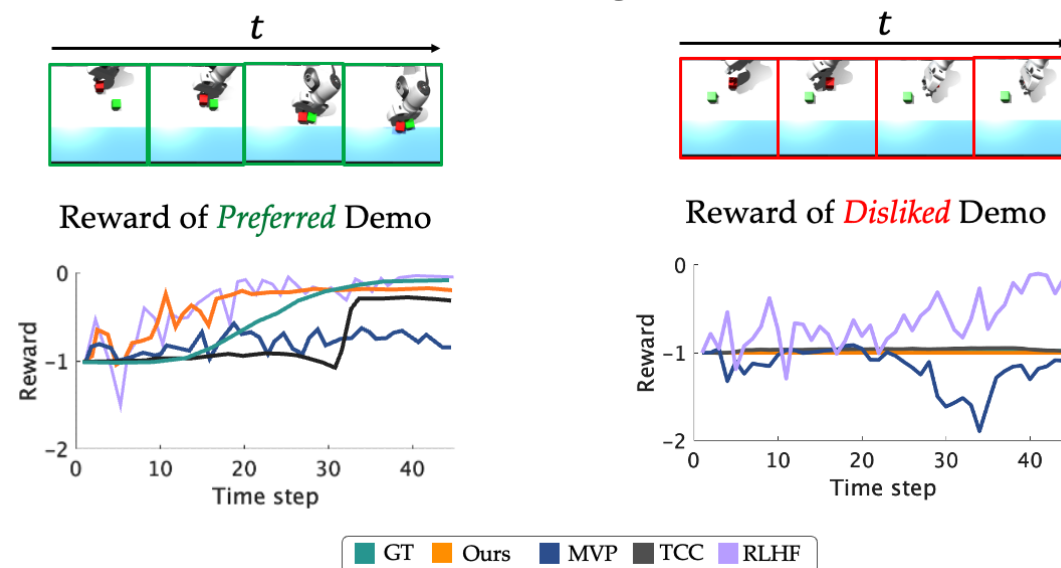 t
t
Reward of Preferred Demo
Reward of Disliked Demo
0
-1
-2
Reward
0 10 20 30 40
Time step
0
-1
-2
Reward
0 10 20 30 40
Time step
GT Ours MVP TCC RLHF